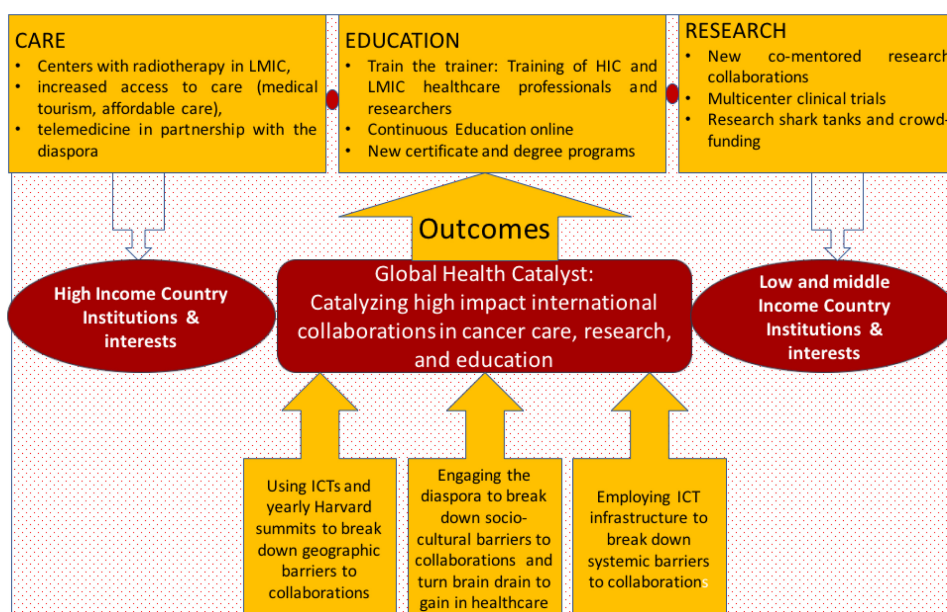 CARE
• Centers with radiotherapy in LMIC,
• increased access to care (medical
tourism, affordable care),
• telemedicine in partnership with the
diaspora
EDUCATION
• Train the trainer: Training of HIC and
LMIC healthcare professionals and
researchers
• Continuous Education online
• New certificate and degree programs
RESEARCH
• New co-mentored research
collaborations
• Multicenter clinical trials
• Research shark tanks and crowd-
funding
Outcomes
High Income Country
Institutions &
interests
Global Health Catalyst:
Catalyzing high impact international
collaborations in cancer care, research,
and education
Low and middle
Income Country
Institutions &
interests
Using ICTs and
yearly Harvard
summits to break
down geographic
barriers to
collaborations
Engaging the
diaspora to break
down socio-
cultural barriers to
collaborations and
turn brain drain to
gain in healthcare
Employing ICT
infrastructure to
break down
systemic barriers
to collaborations